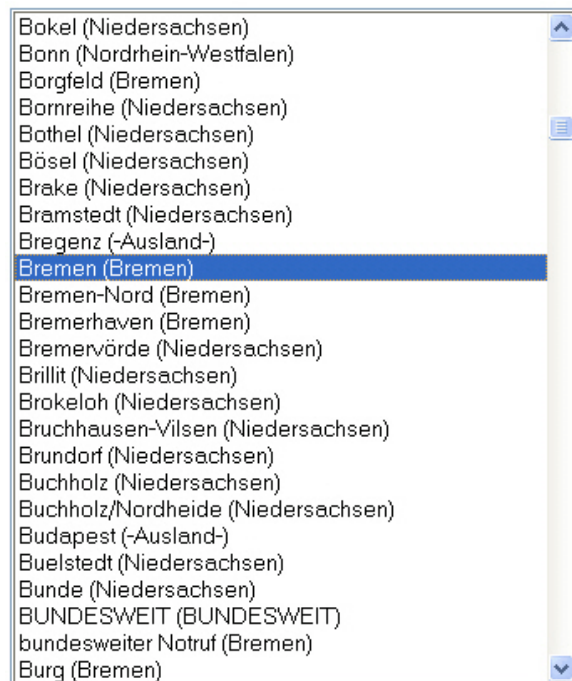 Bokel (Niedersachsen)
Bonn (Nordrhein-Westfalen)
Borgfeld (Bremen)
Bornreihe (Niedersachsen)
Bothel (Niedersachsen)
Bösel (Niedersachsen)
Brake (Niedersachsen)
Bramstedt (Niedersachsen)
Bregenz (-Ausland-)
Bremen (Bremen)
Bremen-Nord (Bremen)
Bremerhaven (Bremen)
Bremervörde (Niedersachsen)
Brillit (Niedersachsen)
Brokeloh (Niedersachsen)
Bruchhausen-Vilsen (Niedersachsen)
Brundorf (Niedersachsen)
Buchholz (Niedersachsen)
Buchholz/Nordheide (Niedersachsen)
Budapest (-Ausland-)
Buelstedt (Niedersachsen)
Bunde (Niedersachsen)
BUNDESWEIT (BUNDESWEIT)
bundesweiter Notruf (Bremen)
Burg (Bremen)